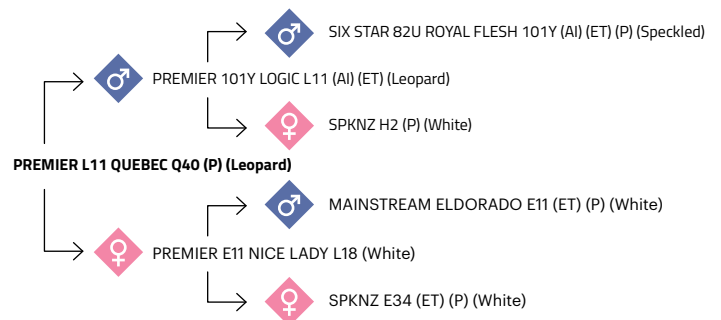 SIX STAR 82U ROYAL FLESH 101Y (AI) (ET) (P) (Speckled)
PREMIER 101Y LOGIC L11 (AI) (ET) (Leopard)
SPKNZ H2 (P) (White)
PREMIER L11 QUEBEC Q40 (P) (Leopard)
MAINSTREAM ELDORADO E11 (ET) (P) (White)
PREMIER E11 NICE LADY L18 (White)
SPKNZ E34 (ET) (P) (White)